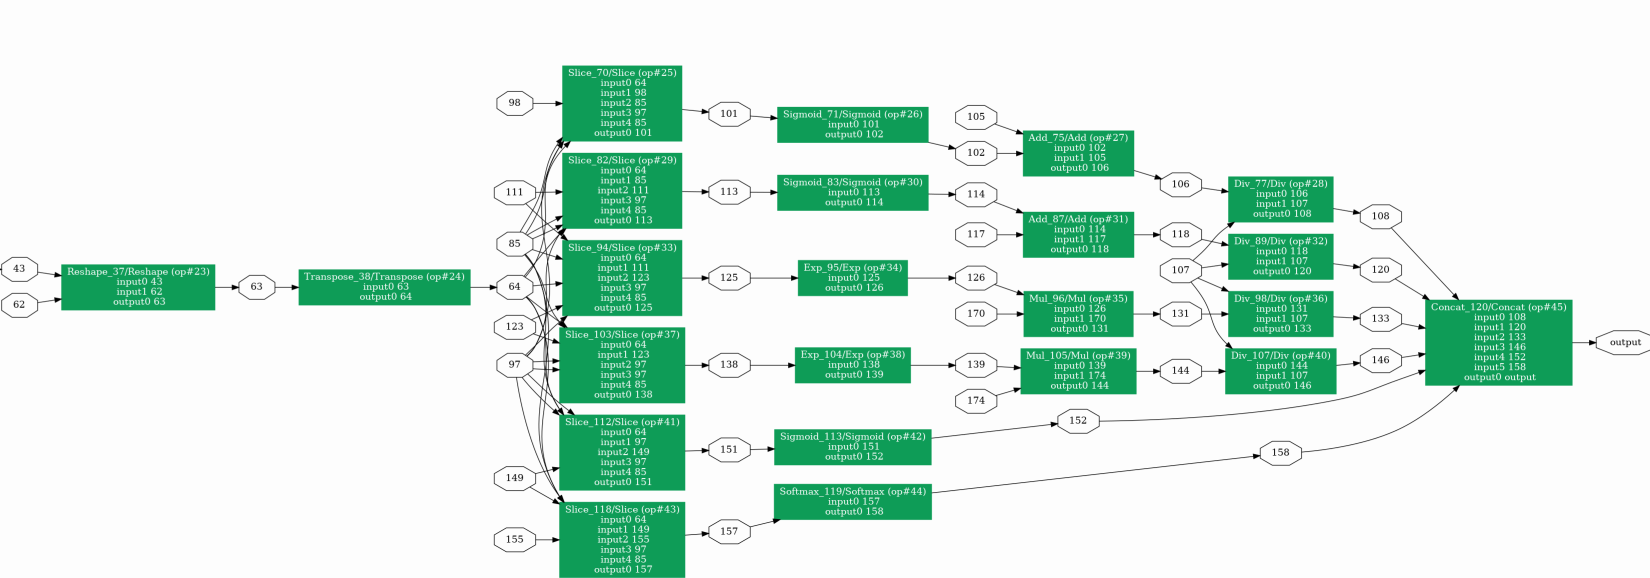 43
62
Reshape_37/Reshape (op#23)
input0 43
input1 62
output0 63
63
Transpose_38/Transpose (op#24)
input0 63
output0 64
98
111
85
64
123
97
149
155
Slice_70/Slice (op#25)
input0 64
input1 98
input2 85
input3 97
input4 85
output0 101
Slice_82/Slice (op#29)
input0 64
input1 85
input2 111
input3 97
input4 85
output0 113
Slice_94/Slice (op#33)
input0 64
input1 111
input2 123
input3 97
input4 85
output0 125
Slice_103/Slice (op#37)
input0 64
input1 123
input2 97
input3 97
input4 85
output0 138
Slice_112/Slice (op#41)
input0 64
input1 97
input2 149
input3 97
input4 85
output0 151
Slice_118/Slice (op#43)
input0 64
input1 149
input2 155
input3 97
input4 85
output0 157
101
113
125
138
151
157
Sigmoid_71/Sigmoid (op#26)
input0 101
output0 102
Sigmoid_83/Sigmoid (op#30)
input0 113
output0 114
Exp_95/Exp (op#34)
input0 125
output0 126
Exp_104/Exp (op#38)
input0 138
output0 139
Sigmoid_113/Sigmoid (op#42)
input0 151
output0 152
Softmax_119/Softmax (op#44)
input0 157
output0 158
105
102
114
117
126
170
139
174
Add_75/Add (op#27)
input0 102
input1 105
output0 106
Add_87/Add (op#31)
input0 114
input1 117
output0 118
Mul_96/Mul (op#35)
input0 126
input1 170
output0 131
Mul_105/Mul (op#39)
input0 139
input1 174
output0 144
152
106
118
107
131
144
Div_77/Div (op#28)
input0 106
input1 107
output0 108
Div_89/Div (op#32)
input0 118
input1 107
output0 120
Div_98/Div (op#36)
input0 131
input1 107
output0 133
Div_107/Div (op#40)
input0 144
input1 107
output0 146
158
108
120
133
146
Concat_120/Concat (op#45)
input0 108
input1 120
input2 133
input3 146
input4 152
input5 158
output0 output
output